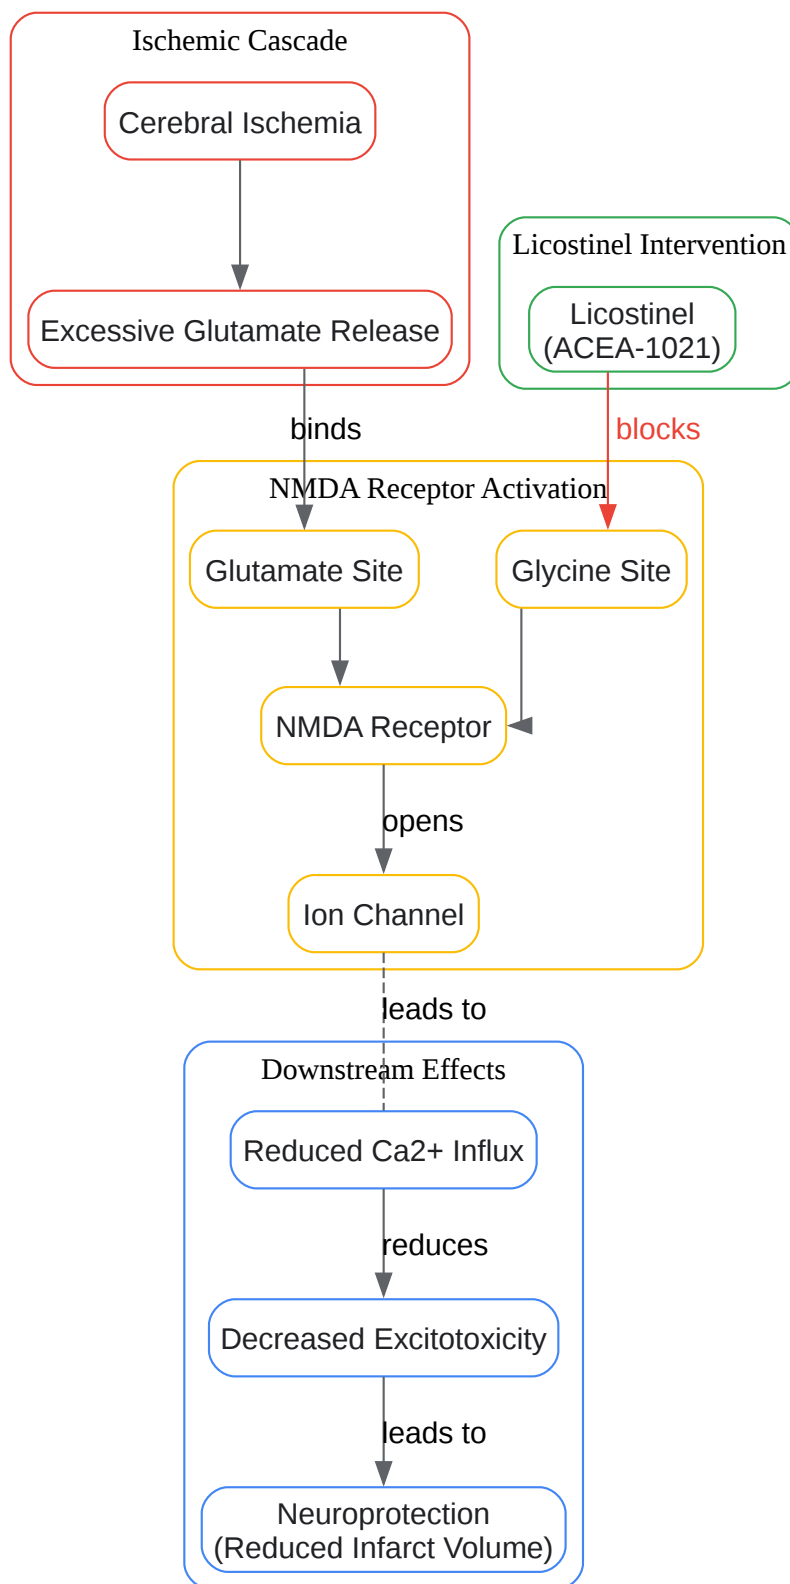 Ischemic Cascade
Cerebral Ischemia
Excessive Glutamate Release
Licostinel Intervention
Licostinel
(ACEA-1021)
binds
blocks
NMDA Receptor Activation
Glutamate Site
Glycine Site
NMDA Receptor
opens
Ion Channel
leads to
Downstream Effects
Reduced Ca2+ Influx
reduces
Decreased Excitotoxicity
leads to
Neuroprotection
(Reduced Infarct Volume)